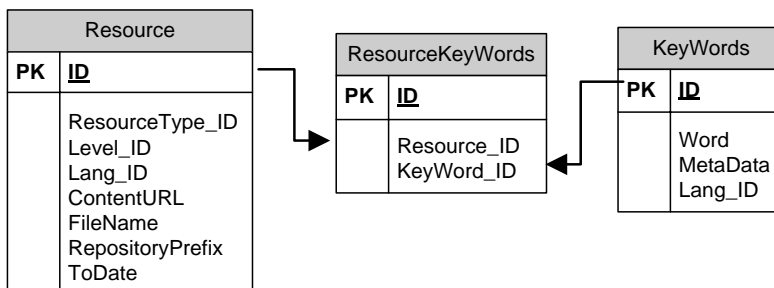 Resource
PK ID
ResourceType_ID
Level_ID
Lang_ID
ContentURL
FileName
RepositoryPrefix
ToDate
ResourceKeyWords
PK ID
Resource_ID
KeyWord_ID
KeyWords
PK ID
Word
MetaData
Lang_ID